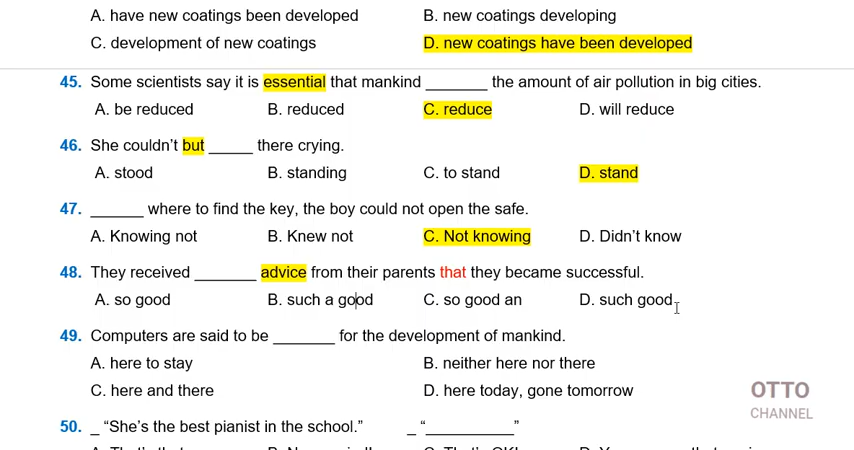 A. have new coatings been developed B. new coatings developing
C. development of new coatings D. new coatings have been developed
45. Some scientists say it is essential that mankind _______ the amount of air pollution in big cities.
A. be reduced B. reduced C. reduce D. will reduce
46. She couldn't but _____ there crying.
A. stood B. standing C. to stand D. stand
47. ______ where to find the key, the boy could not open the safe.
A. Knowing not B. Knew not C. Not knowing D. Didn't know
48. They received _______ advice from their parents that they became successful.
A. so good B. such a good C. so good an D. such good
49. Computers are said to be _______ for the development of mankind.
A. here to stay B. neither here nor there
C. here and there D. here today, gone tomorrow
OTTO
CHANNEL
50. _ “She's the best pianist in the school.” _ “__________”